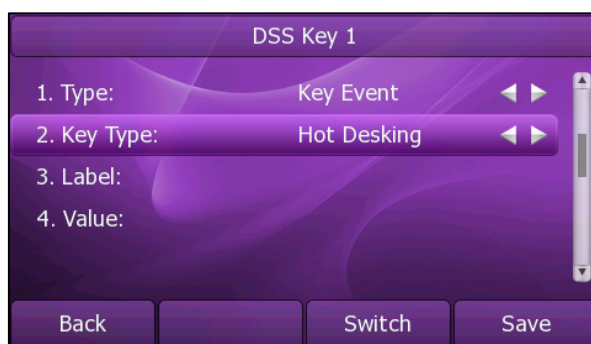 DSS Key 1
1. Type: Key Event
2. Key Type: Hot Desking
3. Label:
4. Value:
Back Switch Save